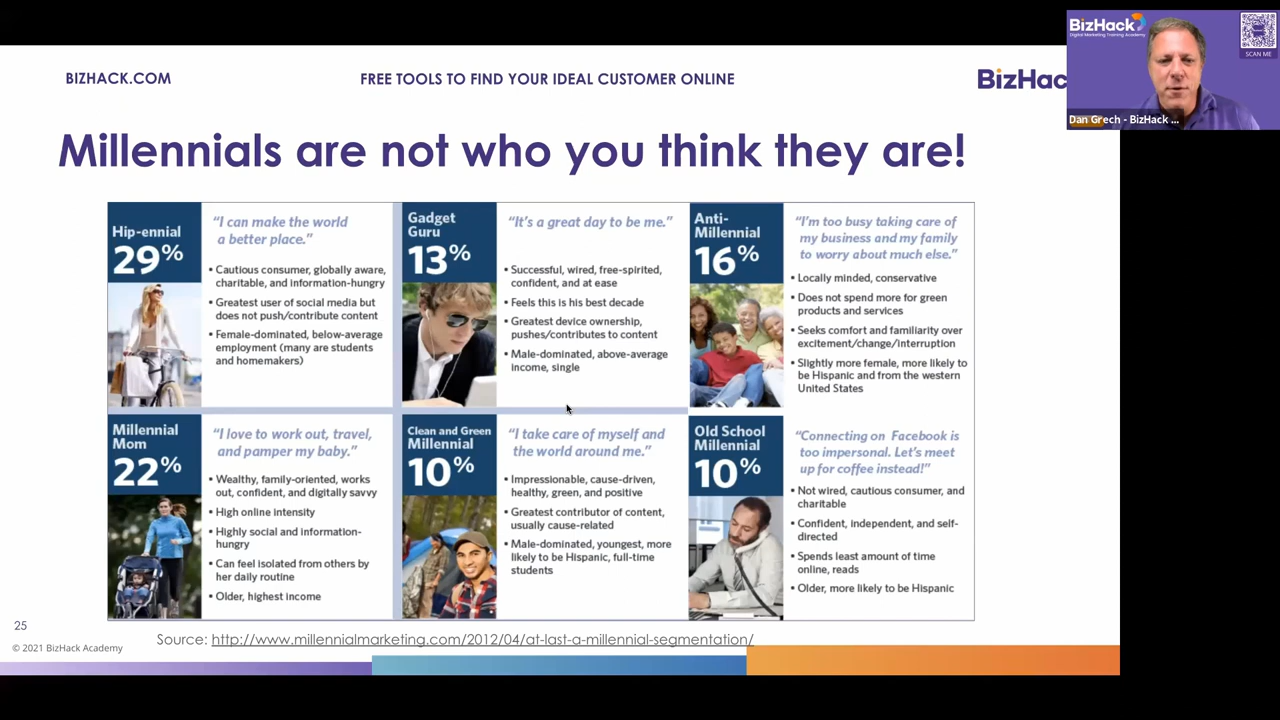 BIZHACK.COM
FREE TOOLS TO FIND YOUR IDEAL CUSTOMER ONLINE
BizHac
BizHack
Digital Marketing Training Academy
SCAN ME
Dan Grech - BizHack ...
Millennials are not who you think they are!
Hip-ennial
29%
“I can make the world
a better place.”
▪ Cautious consumer, globally aware,
charitable, and information-hungry
▪ Greatest user of social media but
does not push/contribute content
▪ Female-dominated, below-average
employment (many are students
and homemakers)
Gadget
Guru
13%
“It’s a great day to be me.”
▪ Successful, wired, free-spirited,
confident, and at ease
▪ Feels this is his best decade
▪ Greatest device ownership,
pushes/contributes to content
▪ Male-dominated, above-average
income, single
Anti-
Millennial
16%
“I’m too busy taking care of
my business and my family
to worry about much else.”
▪ Locally minded, conservative
▪ Does not spend more for green
products and services
▪ Seeks comfort and familiarity over
excitement/change/interruption
▪ Slightly more female, more likely to
be Hispanic and from the western
United States
Millennial
Mom
22%
“I love to work out, travel,
and pamper my baby.”
▪ Wealthy, family-oriented, works
out, confident, and digitally savvy
▪ High online intensity
▪ Highly social and information-
hungry
▪ Can feel isolated from others by
her daily routine
▪ Older, highest income
Clean and Green
Millennial
10%
“I take care of myself and
the world around me.”
▪ Impressionable, cause-driven,
healthy, green, and positive
▪ Greatest contributor of content,
usually cause-related
▪ Male-dominated, youngest, more
likely to be Hispanic, full-time
students
Old School
Millennial
10%
“Connecting on Facebook is
too impersonal. Let’s meet
up for coffee instead!”
▪ Not wired, cautious consumer, and
charitable
▪ Confident, independent, and self-
directed
▪ Spends least amount of time
online, reads
▪ Older, more likely to be Hispanic
25
Source: http://www.millennialmarketing.com/2012/04/at-last-a-millennial-segmentation/
© 2021 BizHack Academy